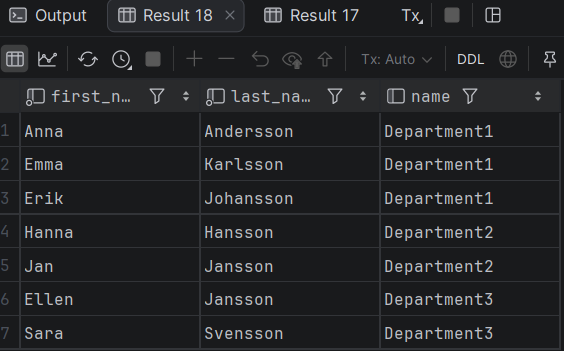 Output Result 18 Result 17 Tx
Tx: Auto DDL
first_n… last_na… name
1 Anna Andersson Department1
2 Emma Karlsson Department1
3 Erik Johansson Department1
4 Hanna Hansson Department2
5 Jan Jansson Department2
6 Ellen Jansson Department3
7 Sara Svensson Department3